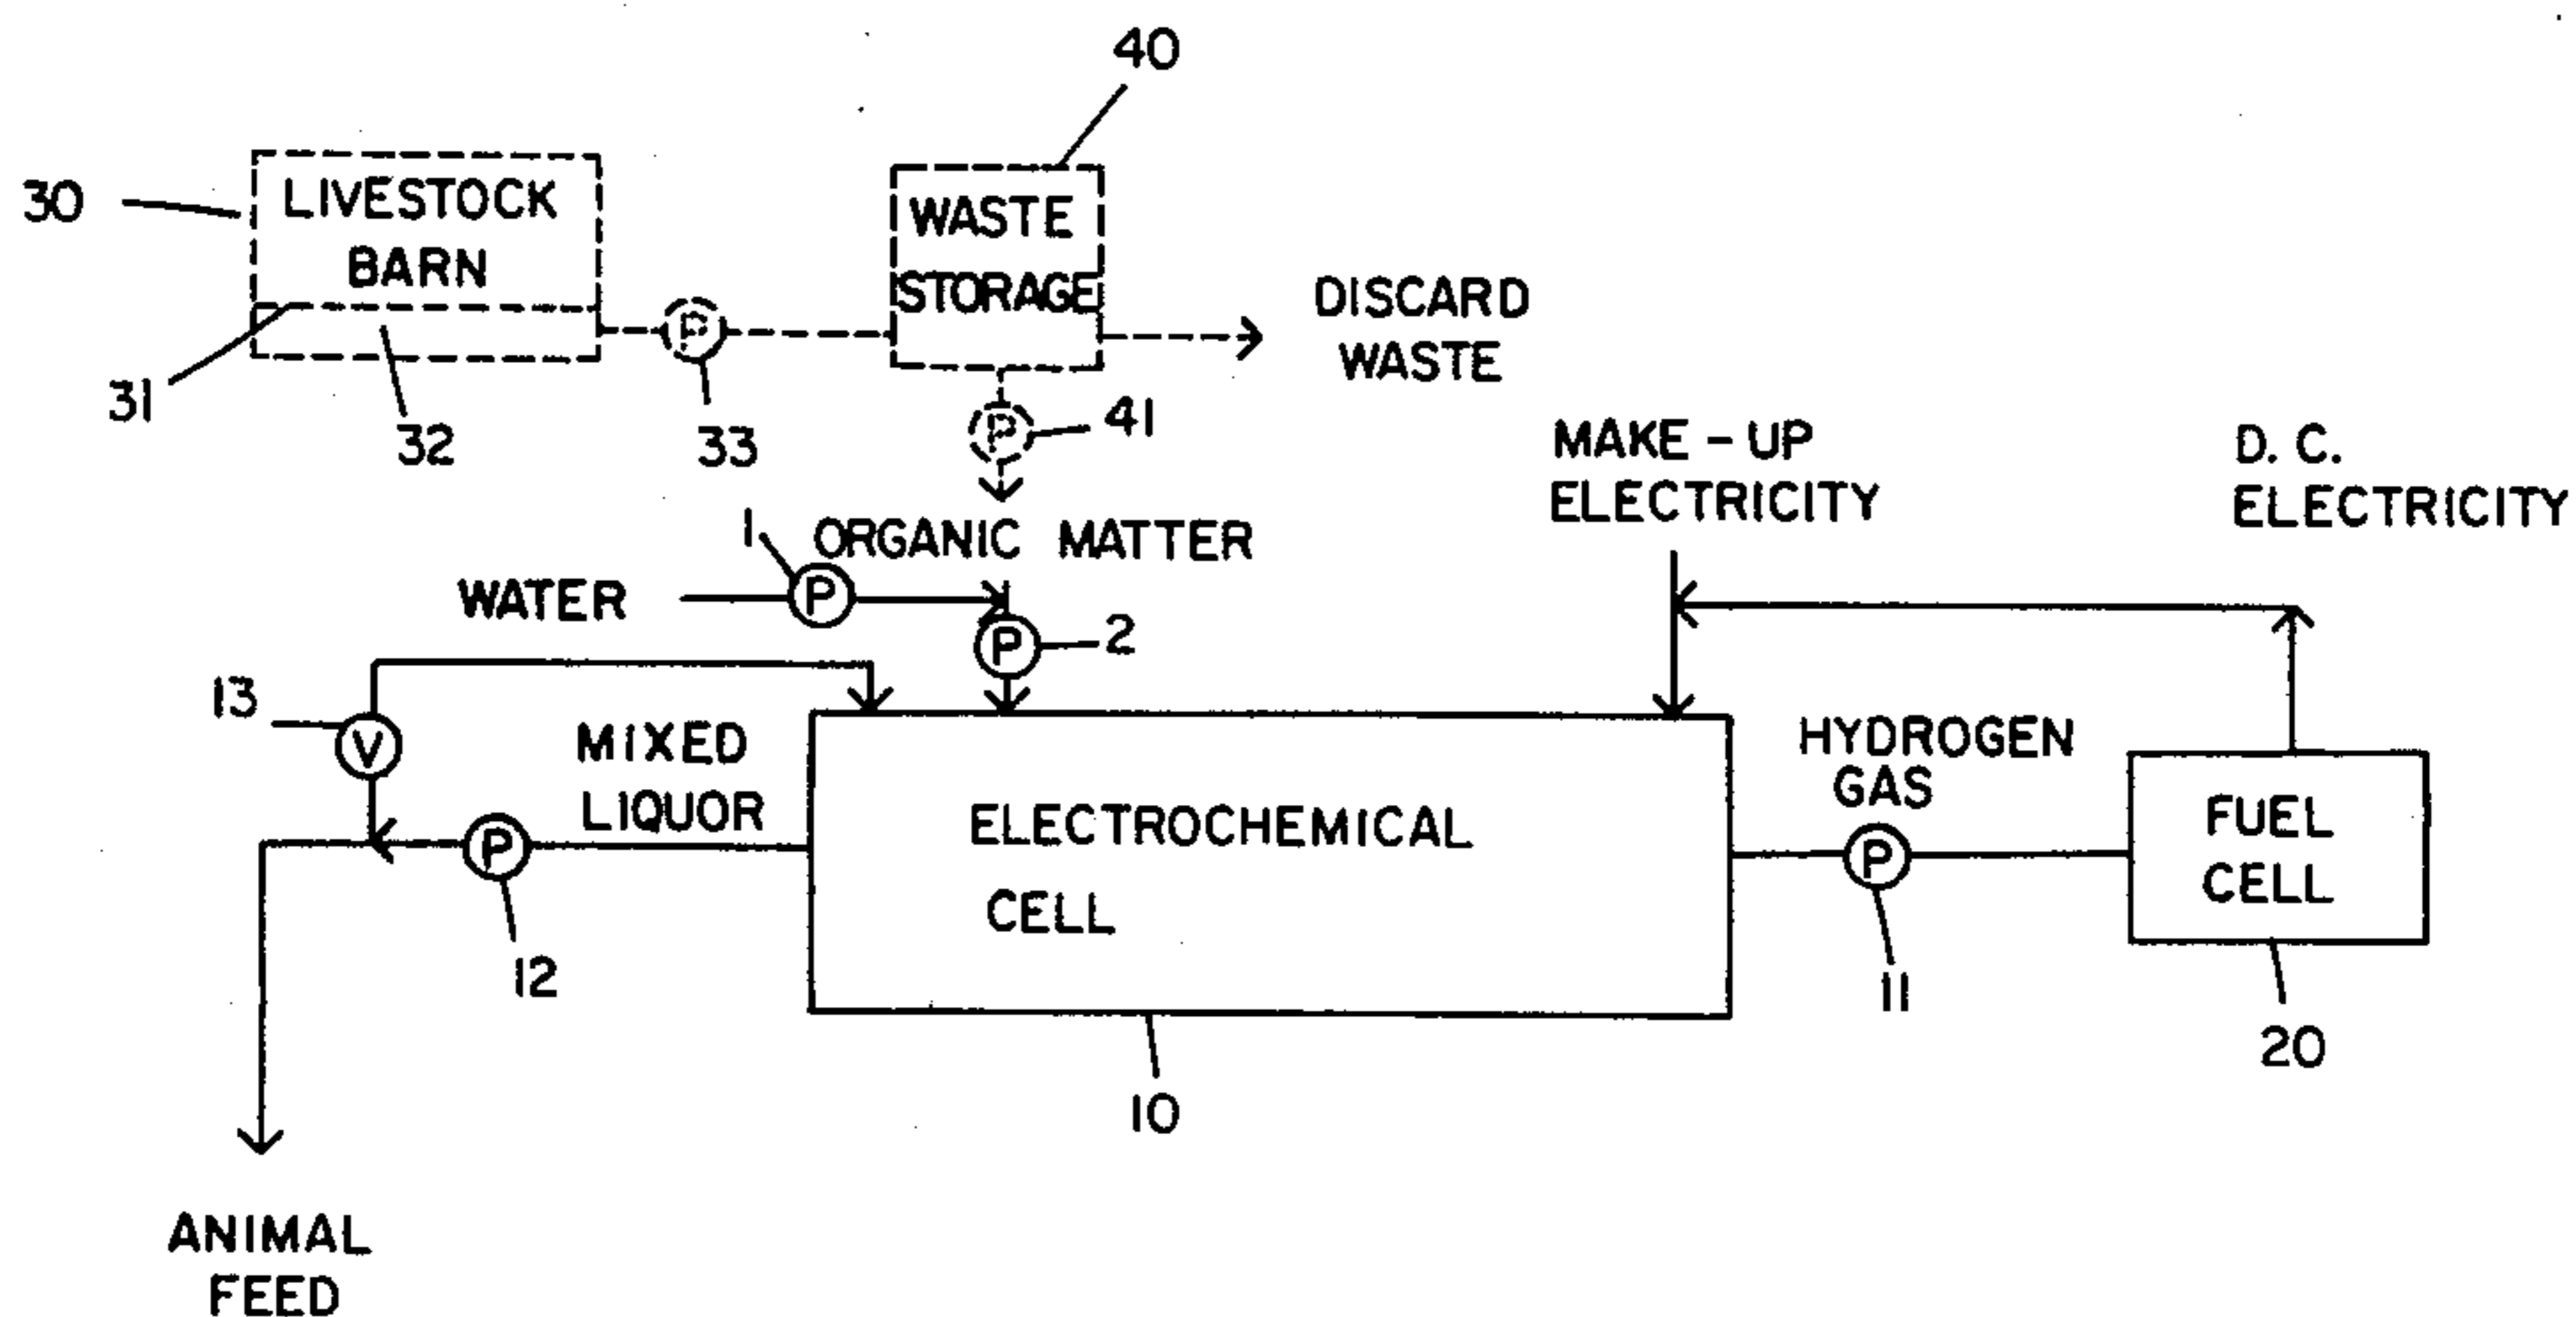 40
30
LIVESTOCK
BARN
WASTE
STORAGE
P
DISCARD
WASTE
31
32
33
P
41
MAKE-UP
ELECTRICITY
D. C.
ELECTRICITY
1
ORGANIC MATTER
WATER
P
P
2
13
V
MIXED
LIQUOR
P
12
ELECTROCHEMICAL
CELL
HYDROGEN
GAS
P
11
FUEL
CELL
20
10
ANIMAL
FEED